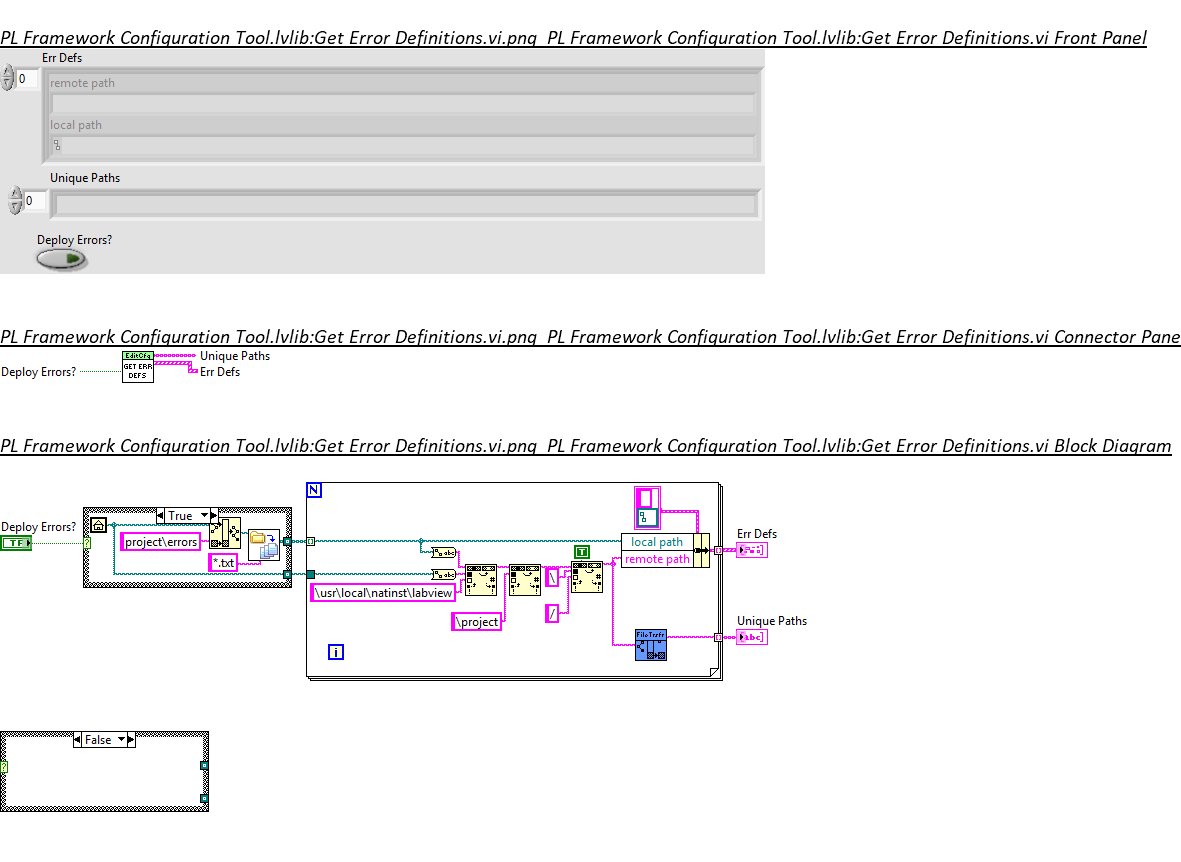 PL Framework Configuration Tool.lvlib:Get Error Definitions.vi.png PL Framework Configuration Tool.lvlib:Get Error Definitions.vi Front Panel
Err Defs
0
remote path
local path
Unique Paths
0
Deploy Errors?
PL Framework Configuration Tool.lvlib:Get Error Definitions.vi.png PL Framework Configuration Tool.lvlib:Get Error Definitions.vi Connector Pane
EditCfg
Unique Paths
GET ERR
DEFS
Deploy Errors?
Err Defs
PL Framework Configuration Tool.lvlib:Get Error Definitions.vi.png PL Framework Configuration Tool.lvlib:Get Error Definitions.vi Block Diagram
N
True
Deploy Errors?
TF
?
project\errors
*.txt
abc
abc
\usr\local\natinst\labview
\project
T
\
/
local path
remote path
Err Defs
Unique Paths
abc
FileTrsfr
i
False
?